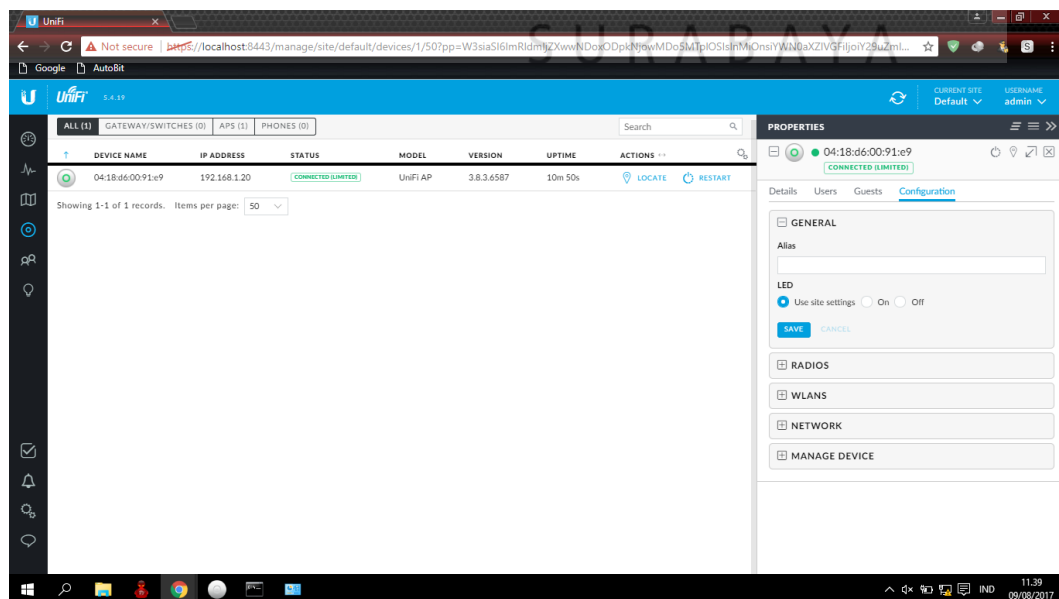 SURABAYA
UniFi
Not secure | https://localhost:8443/manage/site/default/devices/1/50?pp=
Google AutoBit
UniFi 5.4.19 CURRENT SITE Default USERNAME admin
ALL (1) GATEWAY/SWITCHES (0) APS (1) PHONES (0) Search
DEVICE NAME IP ADDRESS STATUS MODEL VERSION UPTIME ACTIONS
04:18:d6:00:91:e9 192.168.1.20 CONNECTED (LIMITED) UniFi AP 3.8.3.6587 10m 50s LOCATE RESTART
Showing 1-1 of 1 records. Items per page: 50
PROPERTIES
04:18:d6:00:91:e9
CONNECTED (LIMITED)
Details Users Guests Configuration
GENERAL
Alias
LED
Use site settings On Off
SAVE CANCEL
RADIOS
WLANS
NETWORK
MANAGE DEVICE
IND 11.39
09/08/2017